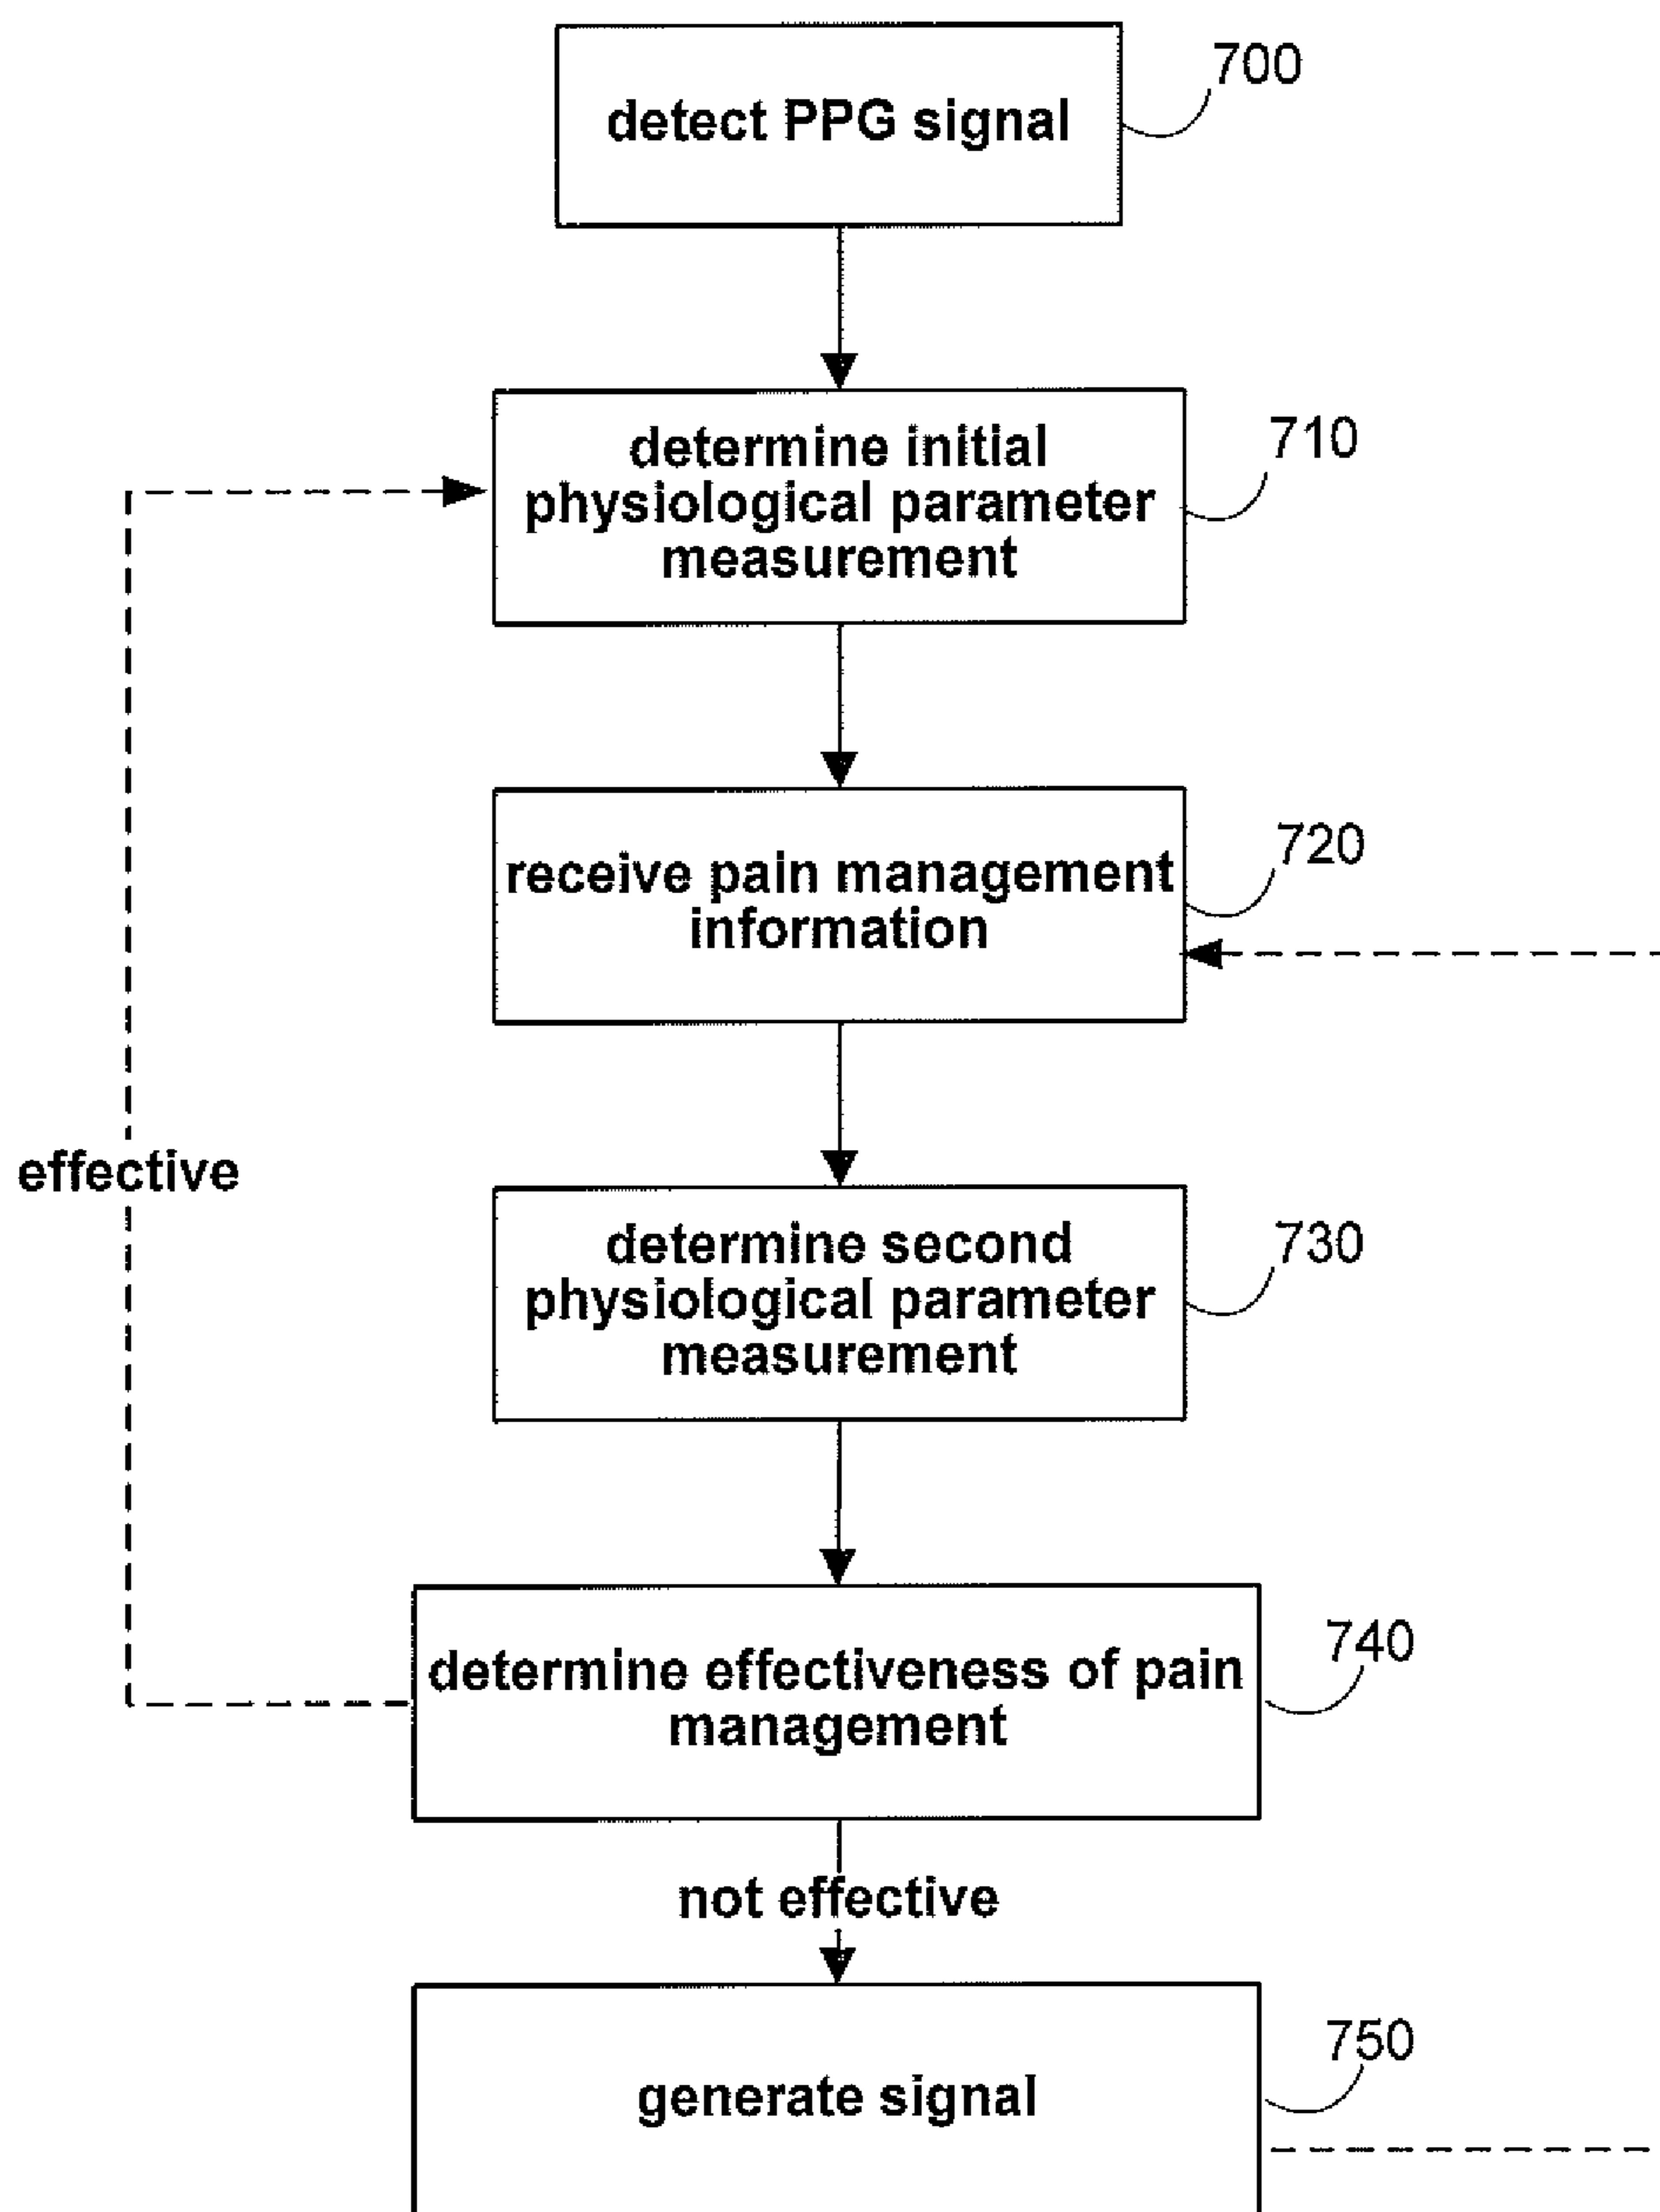 detect PPG signal
700
determine initial
physiological parameter
measurement
710
receive pain management
information
720
effective
determine second
physiological parameter
measurement
730
determine effectiveness of pain
management
740
not effective
generate signal
750